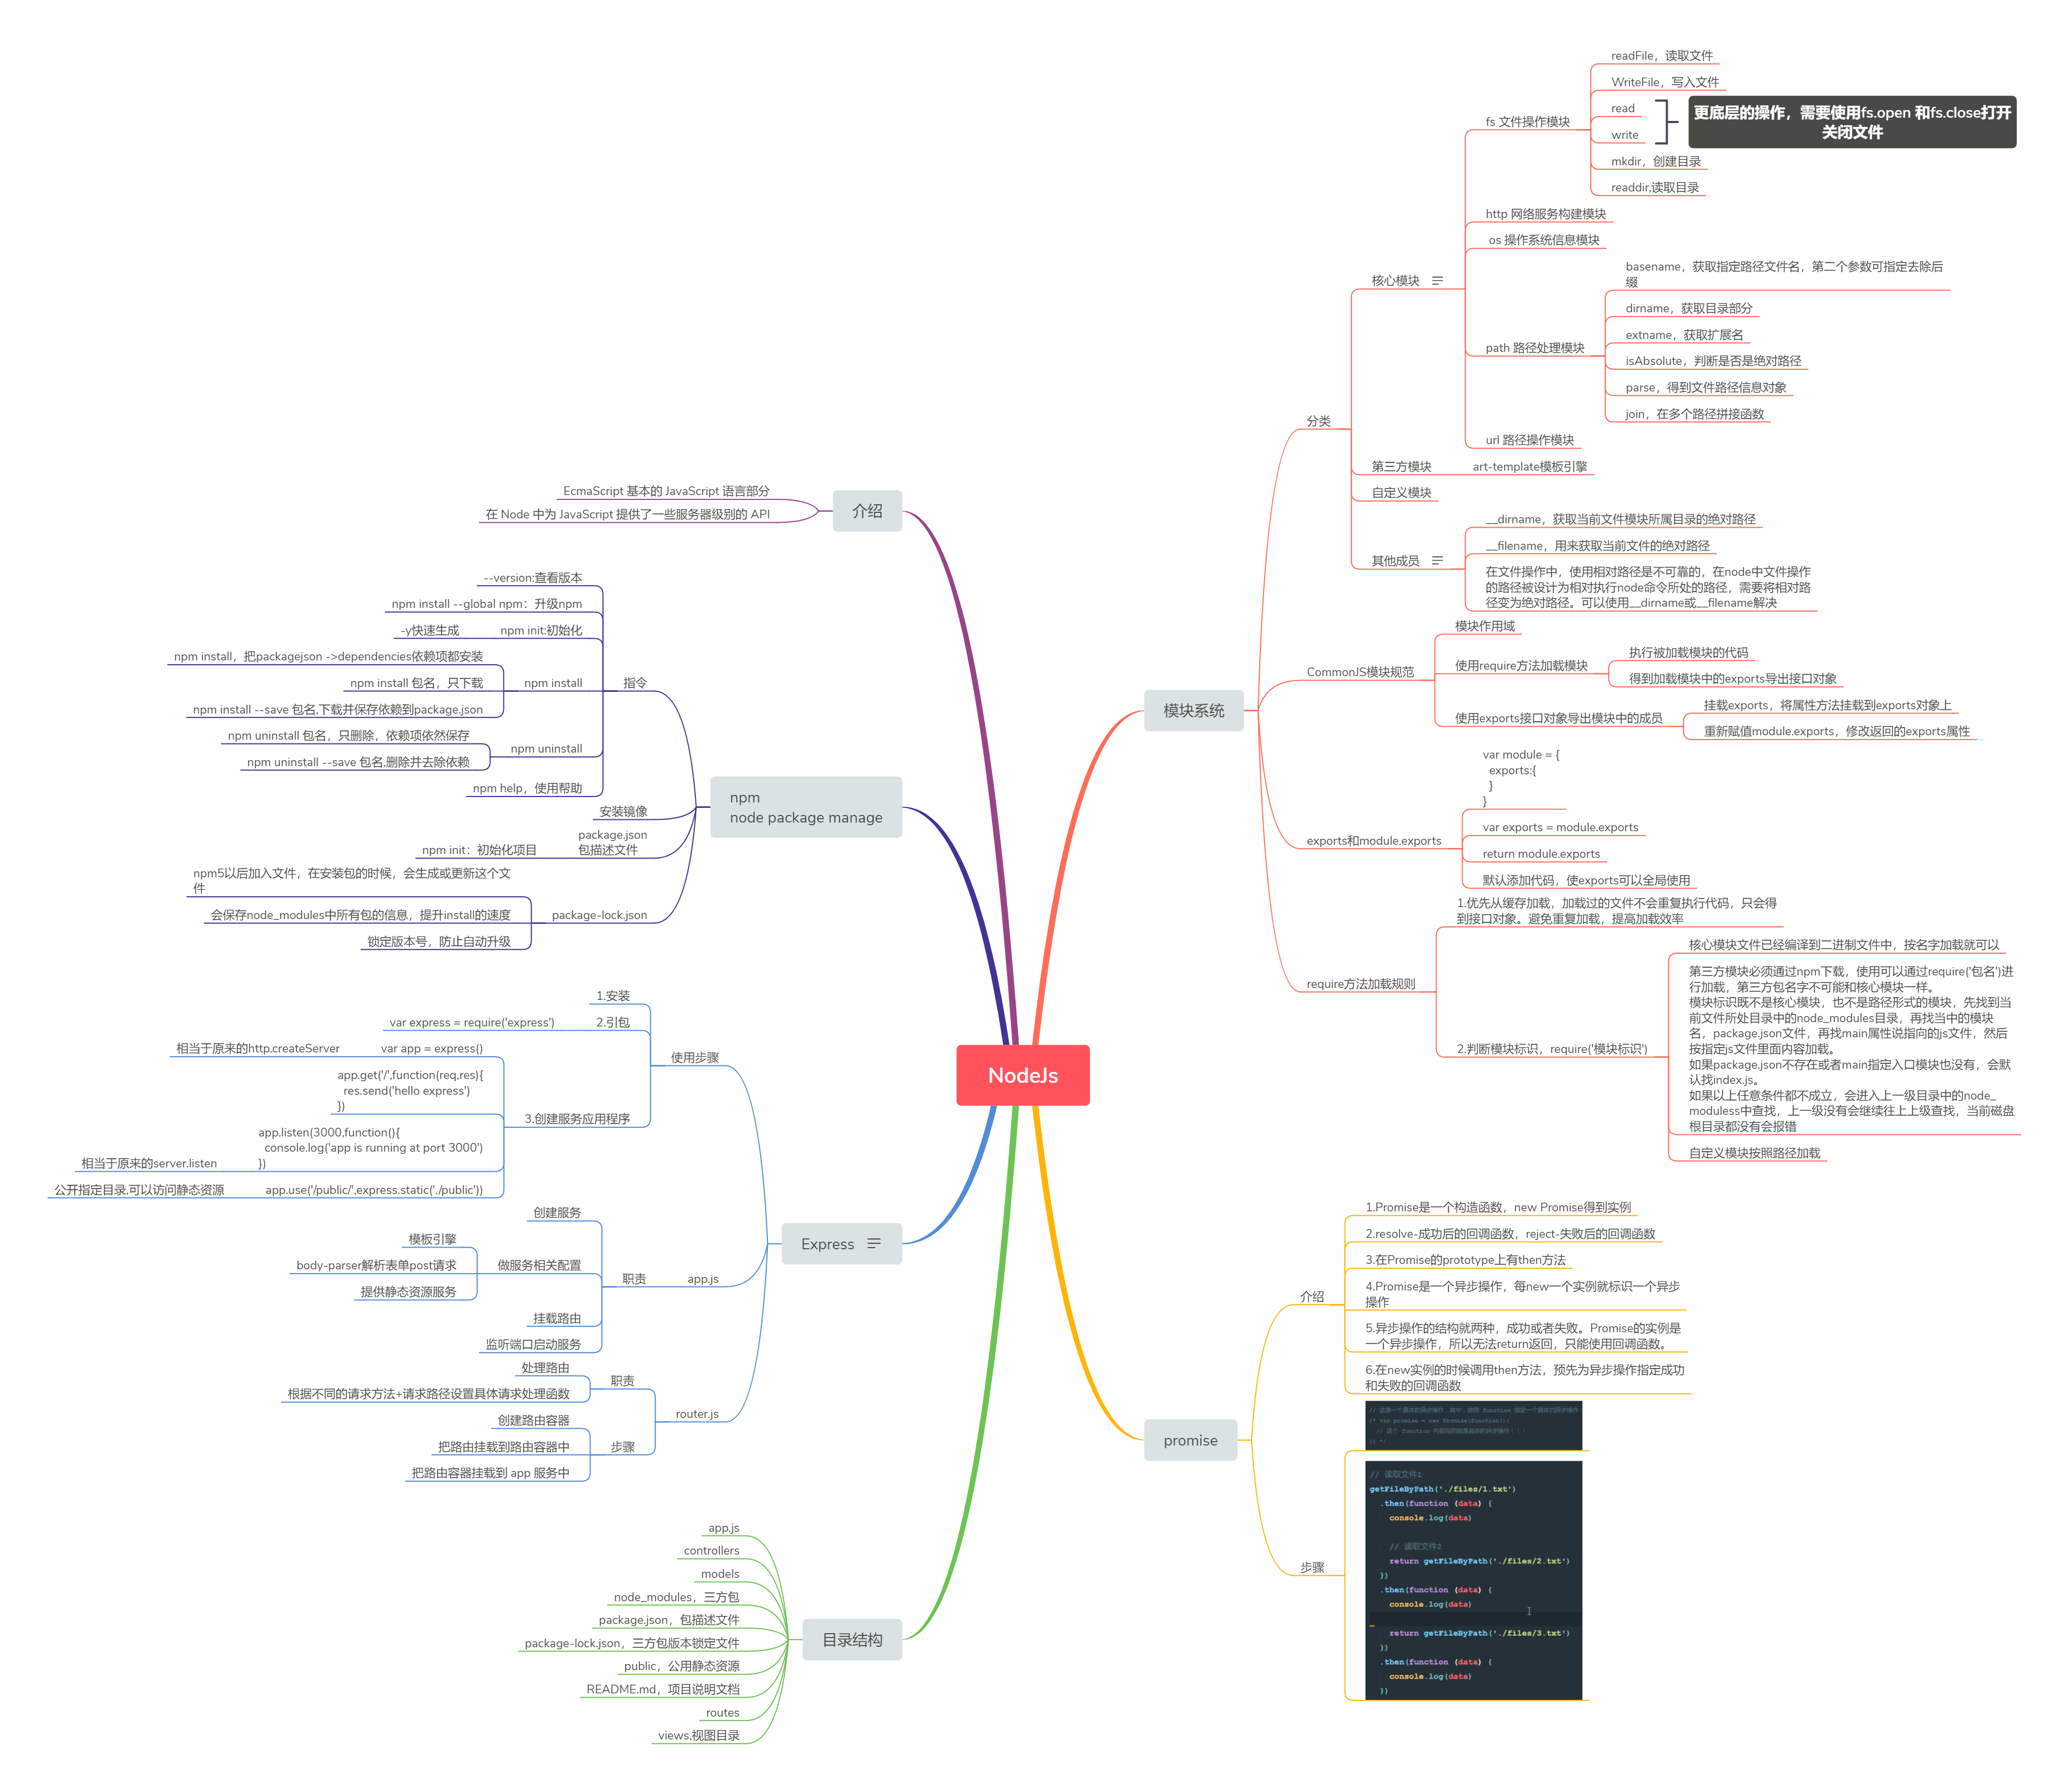 NodeJs
介绍
EcmaScript 基本的 JavaScript 语言部分
在 Node 中为 JavaScript 提供了一些服务器级别的 API
npm
node package manage
指令
--version:查看版本
npm install --global npm：升级npm
npm init:初始化
-y快速生成
npm install
npm install，把packagejson ->dependencies依赖项都安装
npm install 包名，只下载
npm install --save 包名,下载并保存依赖到package.json
npm uninstall
npm uninstall 包名，只删除，依赖项依然保存
npm uninstall --save 包名,删除并去除依赖
npm help，使用帮助
安装镜像
package.json
包描述文件
npm init：初始化项目
package-lock.json
npm5以后加入文件，在安装包的时候，会生成或更新这个文
件
会保存node_modules中所有包的信息，提升install的速度
锁定版本号，防止自动升级
Express
使用步骤
1.安装
2.引包
var express = require('express')
3.创建服务应用程序
var app = express()
相当于原来的http.createServer
app.get('/',function(req,res){
res.send('hello express')
})
app.listen(3000,function(){
console.log('app is running at port 3000')
})
相当于原来的server.listen
app.use('/public/',express.static('./public'))
公开指定目录,可以访问静态资源
app.js
职责
创建服务
做服务相关配置
模板引擎
body-parser解析表单post请求
提供静态资源服务
挂载路由
监听端口启动服务
router.js
职责
处理路由
根据不同的请求方法+请求路径设置具体请求处理函数
步骤
创建路由容器
把路由挂载到路由容器中
把路由容器挂载到 app 服务中
目录结构
app.js
controllers
models
node_modules，三方包
package.json，包描述文件
package-lock.json，三方包版本锁定文件
public，公用静态资源
README.md，项目说明文档
routes
views,视图目录
模块系统
分类
核心模块
fs 文件操作模块
readFile，读取文件
WriteFile，写入文件
read
write
更底层的操作，需要使用fs.open 和fs.close打开
关闭文件
mkdir，创建目录
readdir,读取目录
http 网络服务构建模块
os 操作系统信息模块
path 路径处理模块
basename，获取指定路径文件名，第二个参数可指定去除后
缀
dirname，获取目录部分
extname，获取扩展名
isAbsolute，判断是否是绝对路径
parse，得到文件路径信息对象
join，在多个路径拼接函数
url 路径操作模块
第三方模块
art-template模板引擎
自定义模块
其他成员
__dirname，获取当前文件模块所属目录的绝对路径
__filename，用来获取当前文件的绝对路径
在文件操作中，使用相对路径是不可靠的，在node中文件操作
的路径被设计为相对执行node命令所处的路径，需要将相对路
径变为绝对路径。可以使用__dirname或__filename解决
CommonJS模块规范
模块作用域
使用require方法加载模块
执行被加载模块的代码
得到加载模块中的exports导出接口对象
使用exports接口对象导出模块中的成员
挂载exports，将属性方法挂载到exports对象上
重新赋值module.exports，修改返回的exports属性
exports和module.exports
var module = {
exports:{
}
}
var exports = module.exports
return module.exports
默认添加代码，使exports可以全局使用
require方法加载规则
1.优先从缓存加载，加载过的文件不会重复执行代码，只会得
到接口对象。避免重复加载，提高加载效率
2.判断模块标识，require('模块标识')
核心模块文件已经编译到二进制文件中，按名字加载就可以
第三方模块必须通过npm下载，使用可以通过require('包名')进
行加载，第三方包名字不可能和核心模块一样。
模块标识既不是核心模块，也不是路径形式的模块，先找到当
前文件所处目录中的node_modules目录，再找当中的模块
名，package.json文件，再找main属性说指向的js文件，然后
按指定js文件里面内容加载。
如果package.json不存在或者main指定入口模块也没有，会默
认找index.js。
如果以上任意条件都不成立，会进入上一级目录中的node_
moduless中查找，上一级没有会继续往上上级查找，当前磁盘
根目录都没有会报错
自定义模块按照路径加载
promise
介绍
1.Promise是一个构造函数，new Promise得到实例
2.resolve-成功后的回调函数，reject-失败后的回调函数
3.在Promise的prototype上有then方法
4.Promise是一个异步操作，每new一个实例就标识一个异步
操作
5.异步操作的结构就两种，成功或者失败。Promise的实例是
一个异步操作，所以无法return返回，只能使用回调函数。
6.在new实例的时候调用then方法，预先为异步操作指定成功
和失败的回调函数
步骤
// 这是一个具体的异步操作，其中，使用 function 指定一个具体的异步操作
/* var promise = new Promise(function(){
// 这个 function 内部写的就是具体的异步操作！！！
}) */
// 读取文件1
getFileByPath('./files/1.txt')
.then(function (data) {
console.log(data)
// 读取文件2
return getFileByPath('./files/2.txt')
})
.then(function (data) {
console.log(data)
return getFileByPath('./files/3.txt')
})
.then(function (data) {
console.log(data)
})